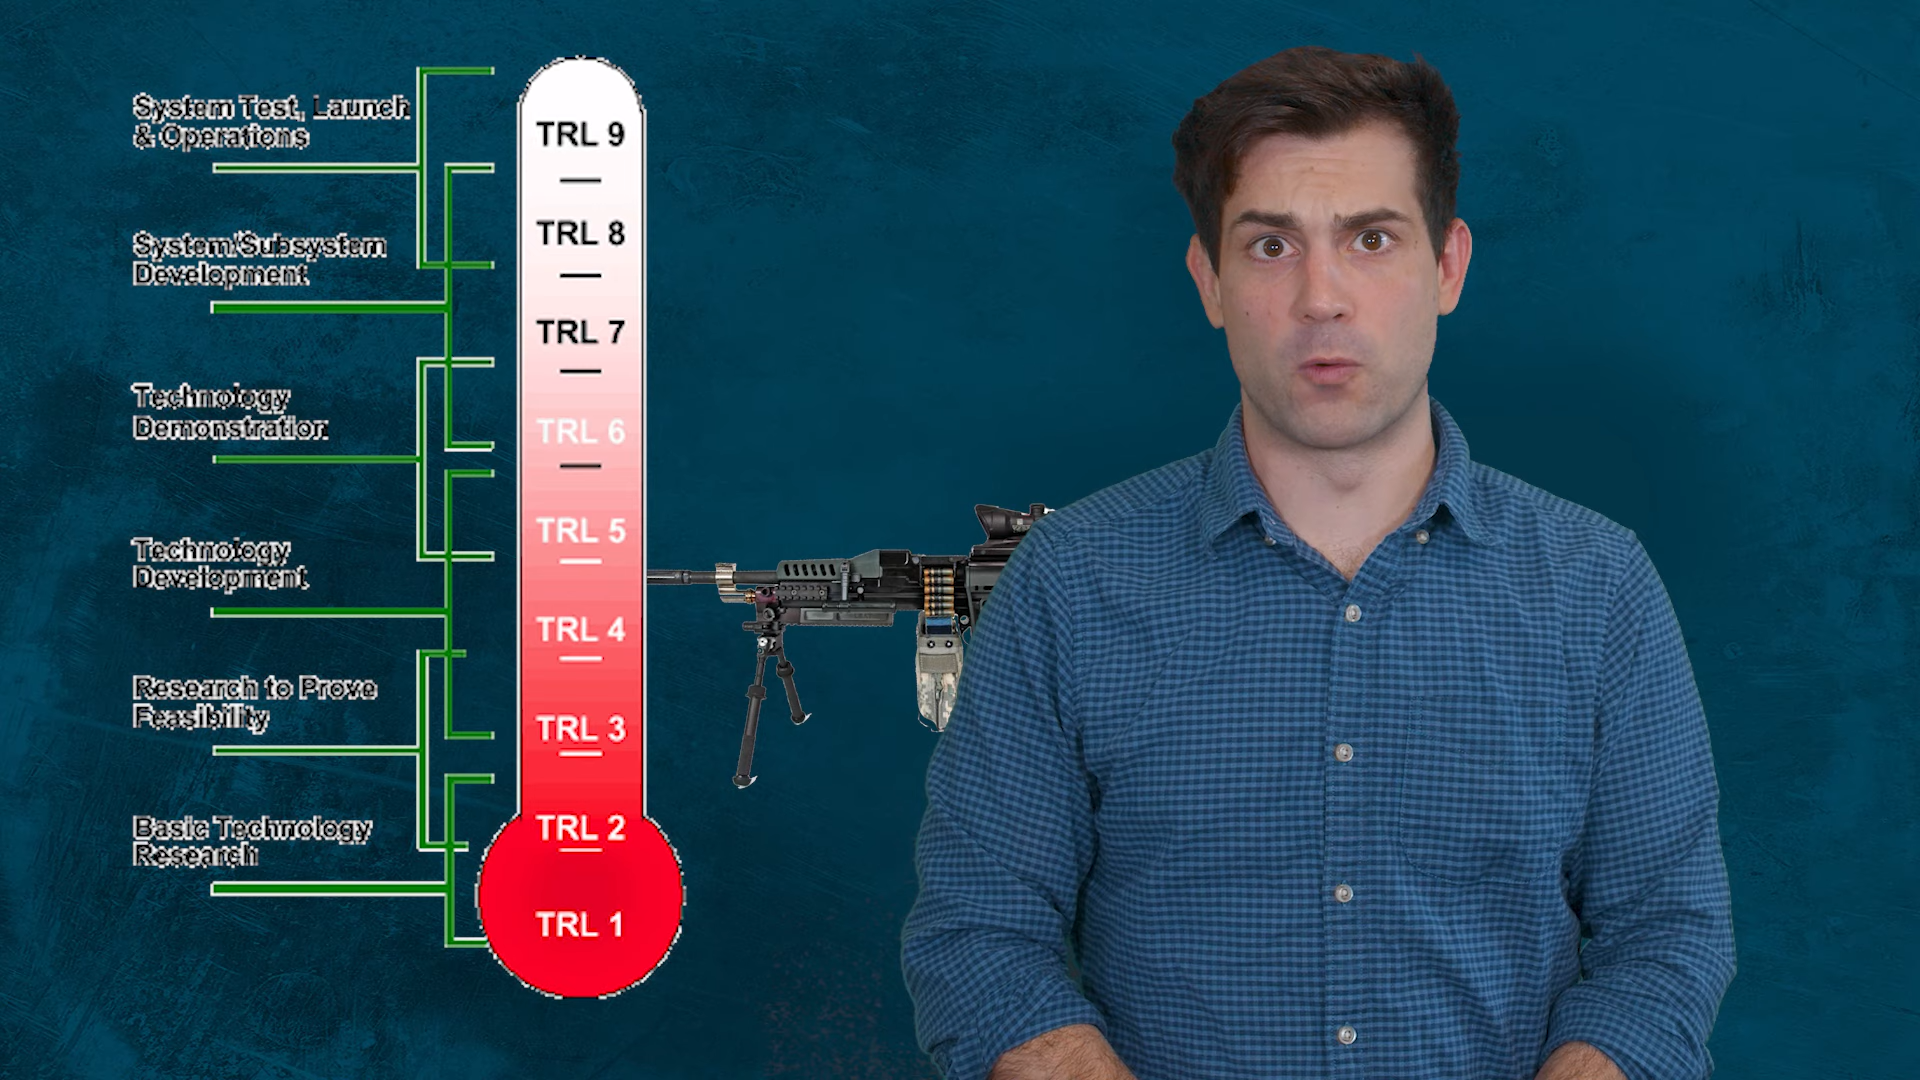 System Test, Launch
& Operations
System/Subsystem
Development
Technology
Demonstration
Technology
Development
Research to Prove
Feasibility
Basic Technology
Research
TRL 9
TRL 8
TRL 7
TRL 6
TRL 5
TRL 4
TRL 3
TRL 2
TRL 1